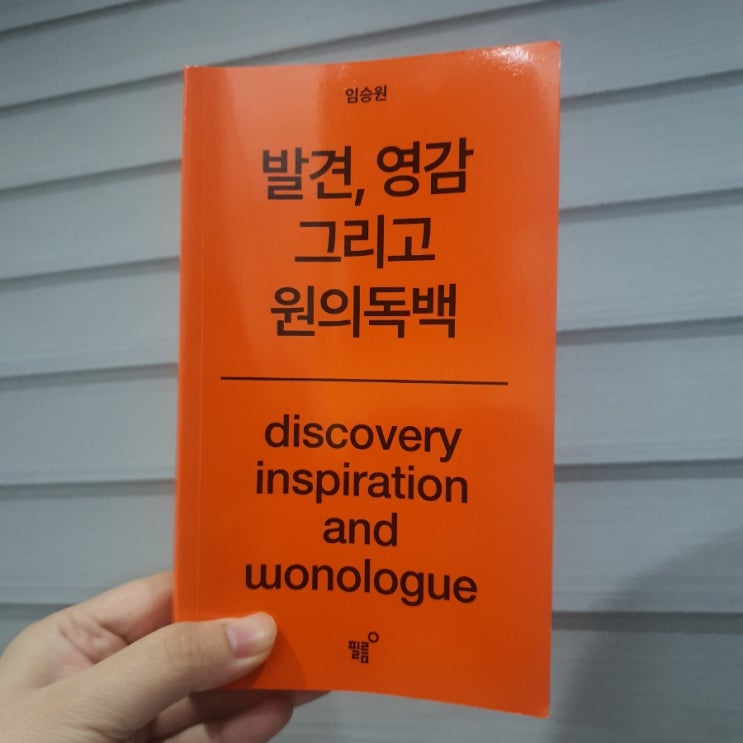 임승원
발견, 영감
그리고
원의독백
discovery
inspiration
and
wonologue
필름